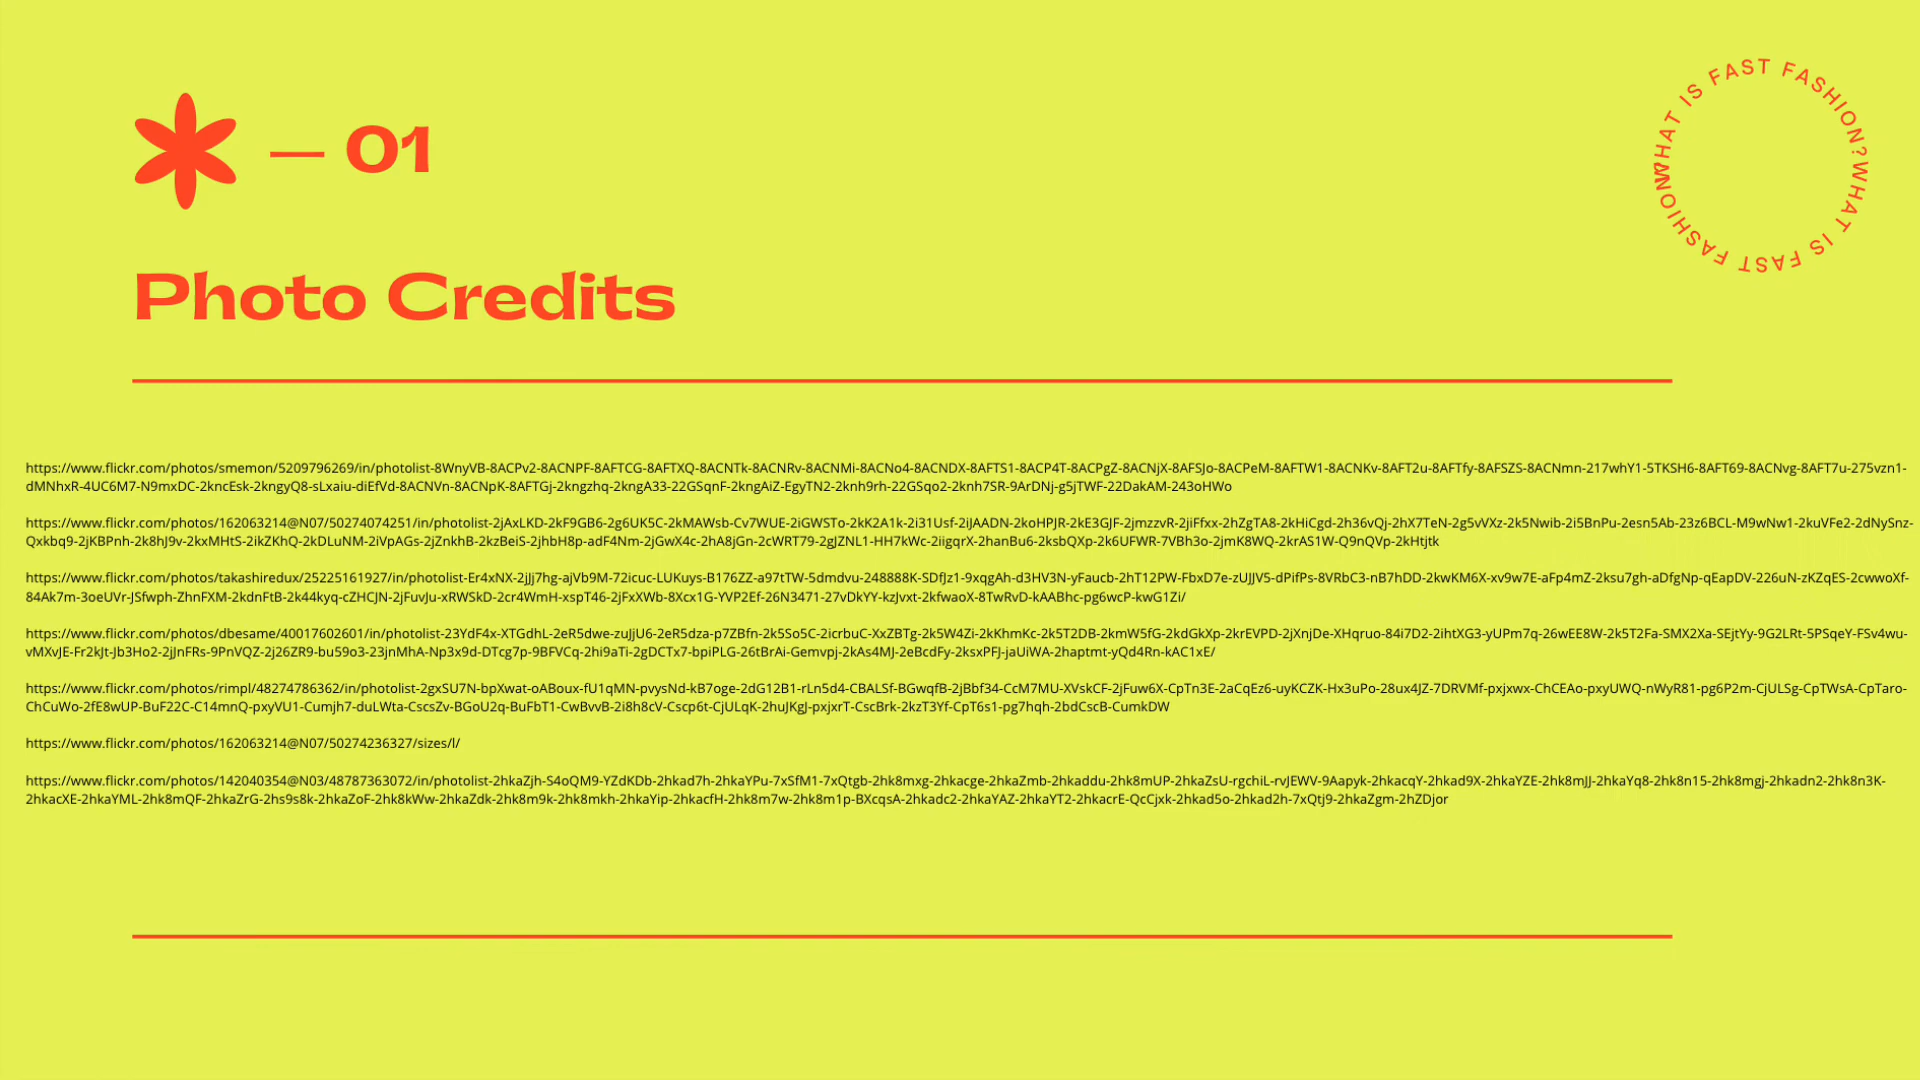 — 01
WHAT IS FAST FASHION?WHAT IS FAST FASHION
Photo Credits
https://www.flickr.com/photos/smemon/5209796269/in/photolist-8WnyVB-8ACPv2-8ACNPF-8AFTCG-8AFTXQ-8ACNTk-8ACNRv-8ACNMi-8ACNo4-8ACNDX-8AFTS1-8ACP4T-8ACPgZ-8ACNjX-8AFSJo-8ACPeM-8AFTW1-8ACNKv-8AFT2u-8AFTfy-8AFSZS-8ACNmn-217whY1-5TKSH6-8AFT69-8ACNvg-8AFT7u-275vzn1-
dMNhxR-4UC6M7-N9mxDC-2kncEsk-2kngyQ8-sLxaiu-diEfVd-8ACNVn-8ACNpK-8AFTGj-2kngzhq-2kngA33-22GSqnF-2kngAiZ-EgyTN2-2knh9rh-22GSqo2-2knh7SR-9ArDNj-g5jTWF-22DakAM-243oHWo
https://www.flickr.com/photos/162063214@N07/50274074251/in/photolist-2jAxLKD-2kF9GB6-2g6UK5C-2kMAWsb-Cv7WUE-2iGWSTo-2kK2A1k-2i31Usf-2iJAADN-2koHPJR-2kE3GJF-2jmzzvR-2jiFfxx-2hZgTA8-2kHiCgd-2h36vQj-2hX7TeN-2g5vVXz-2k5Nwib-2i5BnPu-2esn5Ab-23z6BCL-M9wNw1-2kuVFe2-2dNySnz-
Qxkbq9-2jKBPnh-2k8hJ9v-2kxMHtS-2ikZKhQ-2kDLuNM-2iVpAGs-2jZnkhB-2kzBeiS-2jhbH8p-adF4Nm-2jGwX4c-2hA8jGn-2cWRT79-2gJZNL1-HH7kWc-2iigqrX-2hanBu6-2ksbQXp-2k6UFWR-7VBh3o-2jmK8WQ-2krAS1W-Q9nQVp-2kHtjtk
https://www.flickr.com/photos/takashiredux/25225161927/in/photolist-Er4xNX-2jJj7hg-ajVb9M-72icuc-LUKuys-B176ZZ-a97tTW-5dmdvu-248888K-SDfJz1-9xqgAh-d3HV3N-yFaucb-2hT12PW-FbxD7e-zUJJV5-dPifPs-8VRbC3-nB7hDD-2kwKM6X-xv9w7E-aFp4mZ-2ksu7gh-aDfgNp-qEapDV-226uN-zKZqES-2cwwoXf-
84Ak7m-3oeUVr-JSfwph-ZhnFXM-2kdnFtB-2k44kyq-cZHCJN-2jFuvJu-xRWSkD-2cr4WmH-xspT46-2jFxXWb-8Xcx1G-YVP2Ef-26N3471-27vDkYY-kzJvxt-2kfwaoX-8TwRvD-kAABhc-pg6wcP-kwG1Zi/
https://www.flickr.com/photos/dbesame/40017602601/in/photolist-23YdF4x-XTGdhL-2eR5dwe-zuJjU6-2eR5dza-p7ZBfn-2k5So5C-2icrbuC-XxZBTg-2k5W4Zi-2kKhmKc-2k5T2DB-2kmW5fG-2kdGkXp-2krEVPD-2jXnjDe-XHqruo-84i7D2-2ihtXG3-yUPm7q-26wEE8W-2k5T2Fa-SMX2Xa-SEjtYy-9G2LRt-5PSqeY-FSv4wu-
vMXvJE-Fr2kJt-Jb3Ho2-2jJnFRs-9PnVQZ-2j26ZR9-bu59o3-23jnMhA-Np3x9d-DTcg7p-9BFVCq-2hi9aTi-2gDCTx7-bpiPLG-26tBrAi-Gemvpj-2kAs4MJ-2eBcdFy-2ksxPFJ-jaUiWA-2haptmt-yQd4Rn-kAC1xE/
https://www.flickr.com/photos/rimpl/48274786362/in/photolist-2gxSU7N-bpXwat-oABoux-fU1qMN-pvysNd-kB7oge-2dG12B1-rLn5d4-CBALSf-BGwqfB-2jBbf34-CcM7MU-XVskCF-2jFuw6X-CpTn3E-2aCqEz6-uyKCZK-Hx3uPo-28ux4JZ-7DRVMf-pxjxwx-ChCEAo-pxyUWQ-nWyR81-pg6P2m-CjULSg-CpTWsA-CpTaro-
ChCuWo-2fE8wUP-BuF22C-C14mnQ-pxyVU1-Cumjh7-duLWta-CscsZv-BGoU2q-BuFbT1-CwBvvB-2i8h8cV-Cscp6t-CjULqK-2huJKgJ-pxjxrT-CscBrk-2kzT3Yf-CpT6s1-pg7hqh-2bdCscB-CumkDW
https://www.flickr.com/photos/162063214@N07/50274236327/sizes/l/
https://www.flickr.com/photos/142040354@N03/48787363072/in/photolist-2hkaZjh-S4oQM9-YZdKDb-2hkad7h-2hkaYPu-7xSfM1-7xQtgb-2hk8mxg-2hkacge-2hkaZmb-2hkaddu-2hk8mUP-2hkaZsU-rgchiL-rvJEWV-9Aapyk-2hkacqY-2hkad9X-2hkaYZE-2hk8mJJ-2hkaYq8-2hk8n15-2hk8mgj-2hkadn2-2hk8n3K-
2hkacXE-2hkaYML-2hk8mQF-2hkaZrG-2hs9s8k-2hkaZoF-2hk8kWw-2hkaZdk-2hk8m9k-2hk8mkh-2hkaYip-2hkacfH-2hk8m7w-2hk8m1p-BXcqsA-2hkadc2-2hkaYAZ-2hkaYT2-2hkacrE-QcCjxk-2hkad5o-2hkad2h-7xQtj9-2hkaZgm-2hZDjor